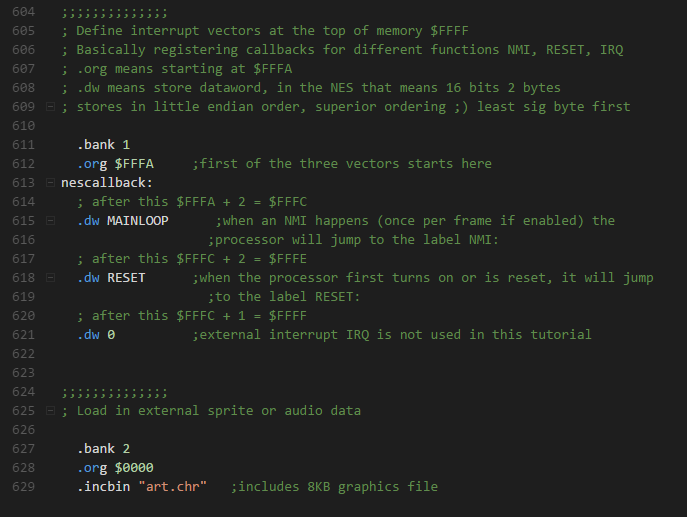 604 ;;;;;;;;;;;;;;
605 ; Define interrupt vectors at the top of memory $FFFF
606 ; Basically registering callbacks for different functions NMI, RESET, IRQ
607 ; .org means starting at $FFFA
608 ; .dw means store dataword, in the NES that means 16 bits 2 bytes
609 ; stores in little endian order, superior ordering ;) least sig byte first
610
611 .bank 1
612 .org $FFFA ;first of the three vectors starts here
613 nescallback:
614 ; after this $FFFA + 2 = $FFFC
615 .dw MAINLOOP ;when an NMI happens (once per frame if enabled) the
616 ;processor will jump to the label NMI:
617 ; after this $FFFC + 2 = $FFFE
618 .dw RESET ;when the processor first turns on or is reset, it will jump
619 ;to the label RESET:
620 ; after this $FFFC + 1 = $FFFF
621 .dw 0 ;external interrupt IRQ is not used in this tutorial
622
623
624 ;;;;;;;;;;;;;;
625 ; Load in external sprite or audio data
626
627 .bank 2
628 .org $0000
629 .incbin "art.chr" ;includes 8KB graphics file